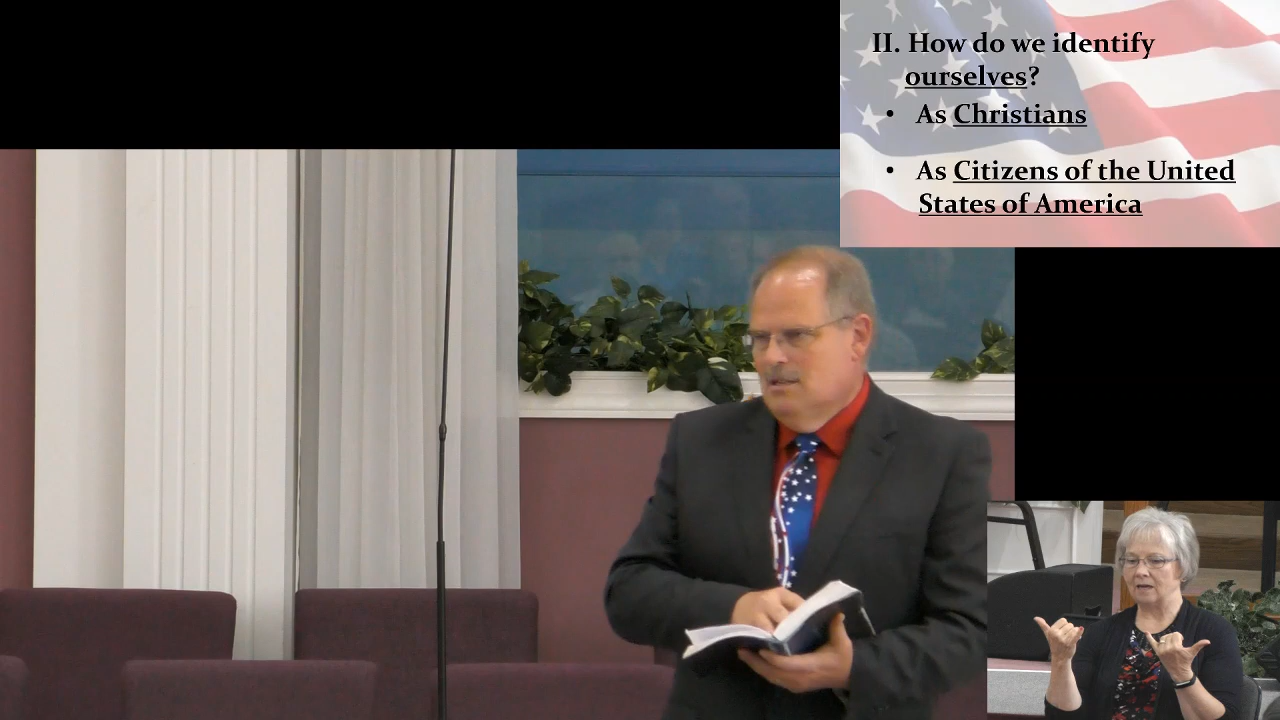 II. How do we identify
ourselves?
• As Christians
• As Citizens of the United
States of America